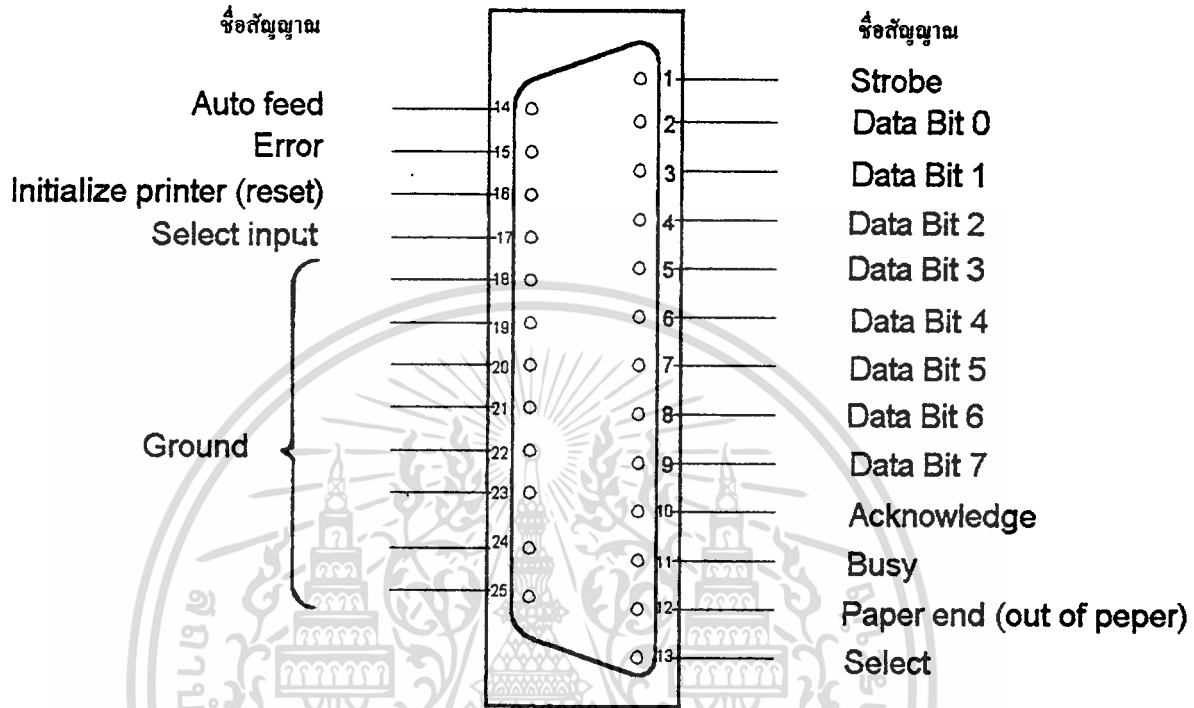 ชื่อสัญญาณ
ชื่อสัญญาณ
1 Strobe
Auto feed 14
2 Data Bit 0
Error 15
3 Data Bit 1
Initialize printer (reset) 16
4 Data Bit 2
Select input 17
5 Data Bit 3
18
6 Data Bit 4
19
7 Data Bit 5
20
8 Data Bit 6
21
Ground 22
9 Data Bit 7
23
10 Acknowledge
24
11 Busy
25
12 Paper end (out of peper)
13 Select